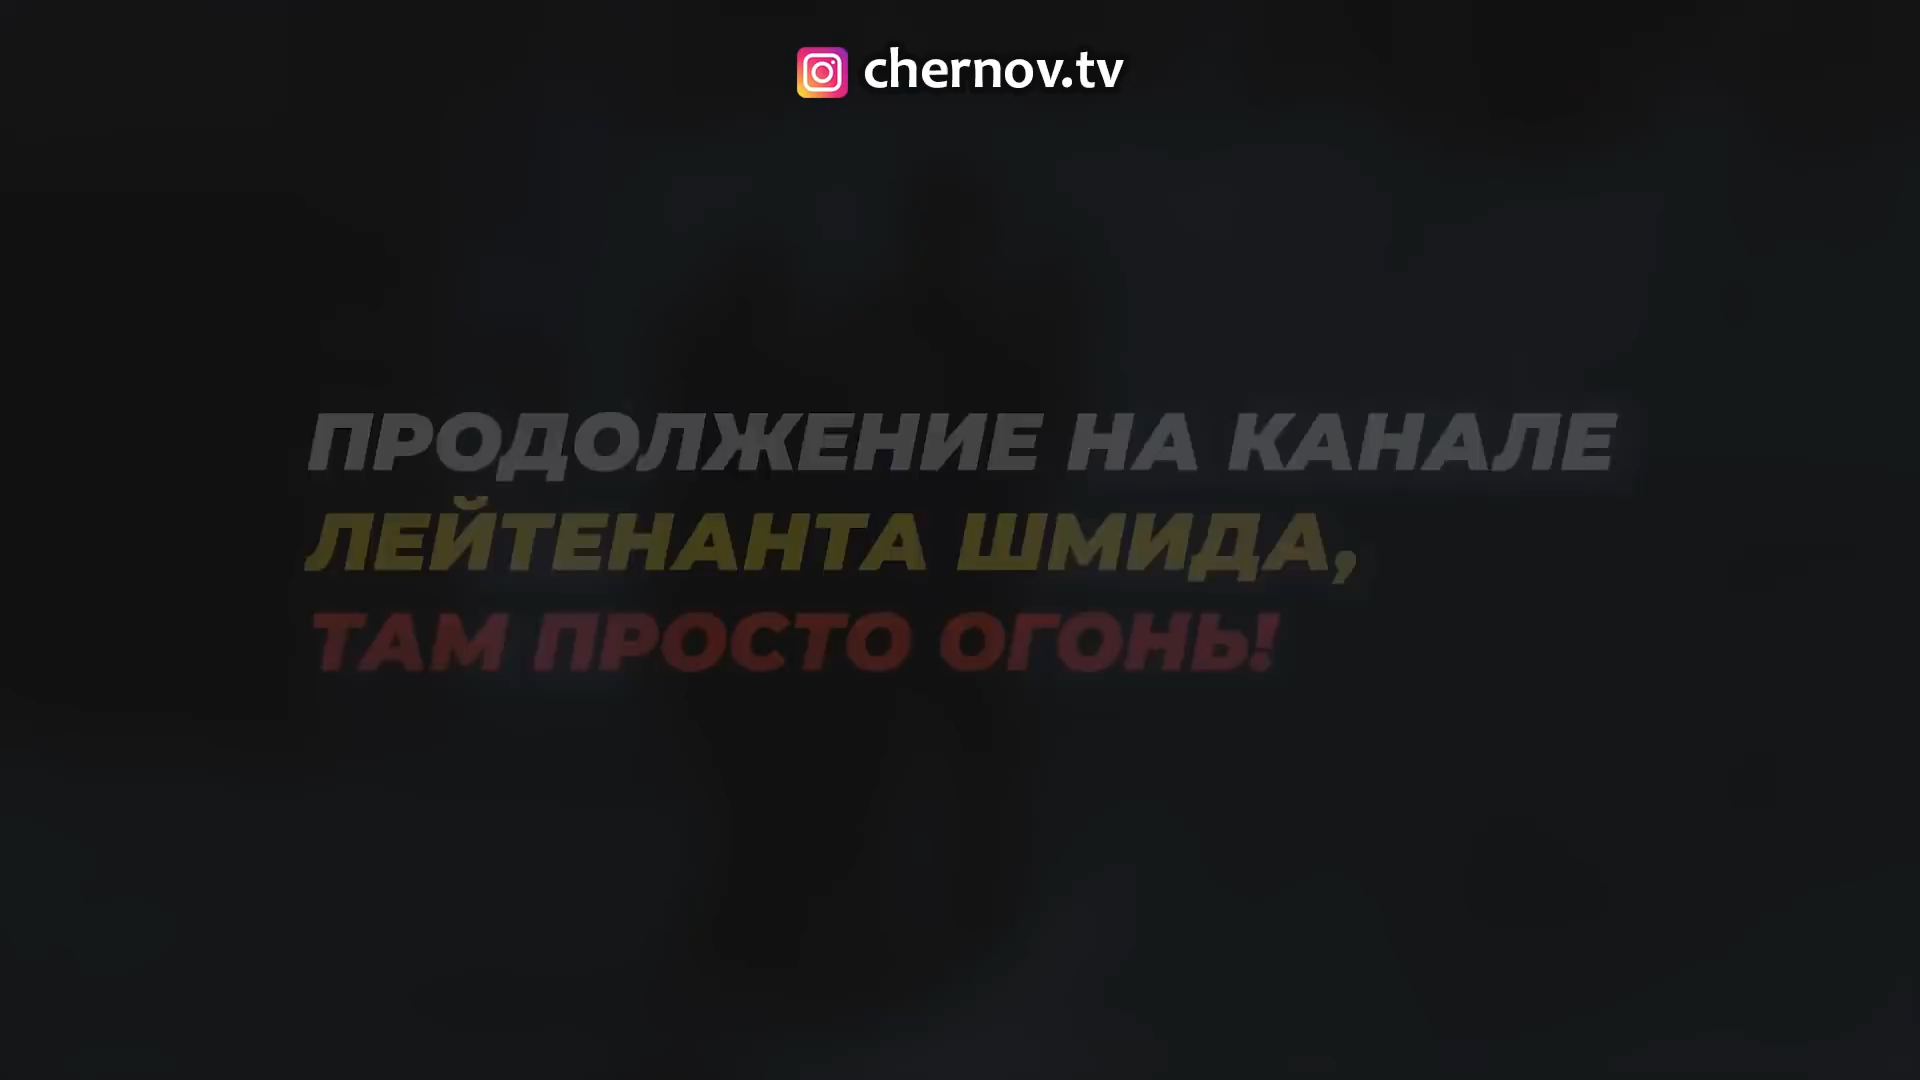 chernov.tv
ПРОДОЛЖЕНИЕ НА КАНАЛЕ
ЛЕЙТЕНАНТА ШМИДА,
ТАМ ПРОСТО ОГОНЬ!